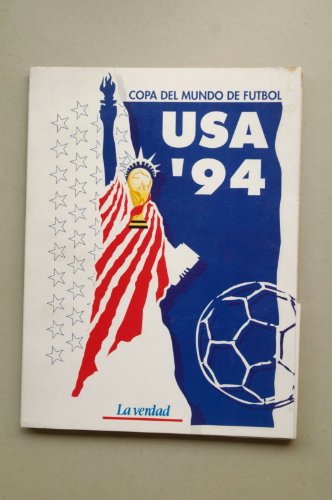 COPA DEL MUNDO DE FUTBOL
USA
'94
La verdad